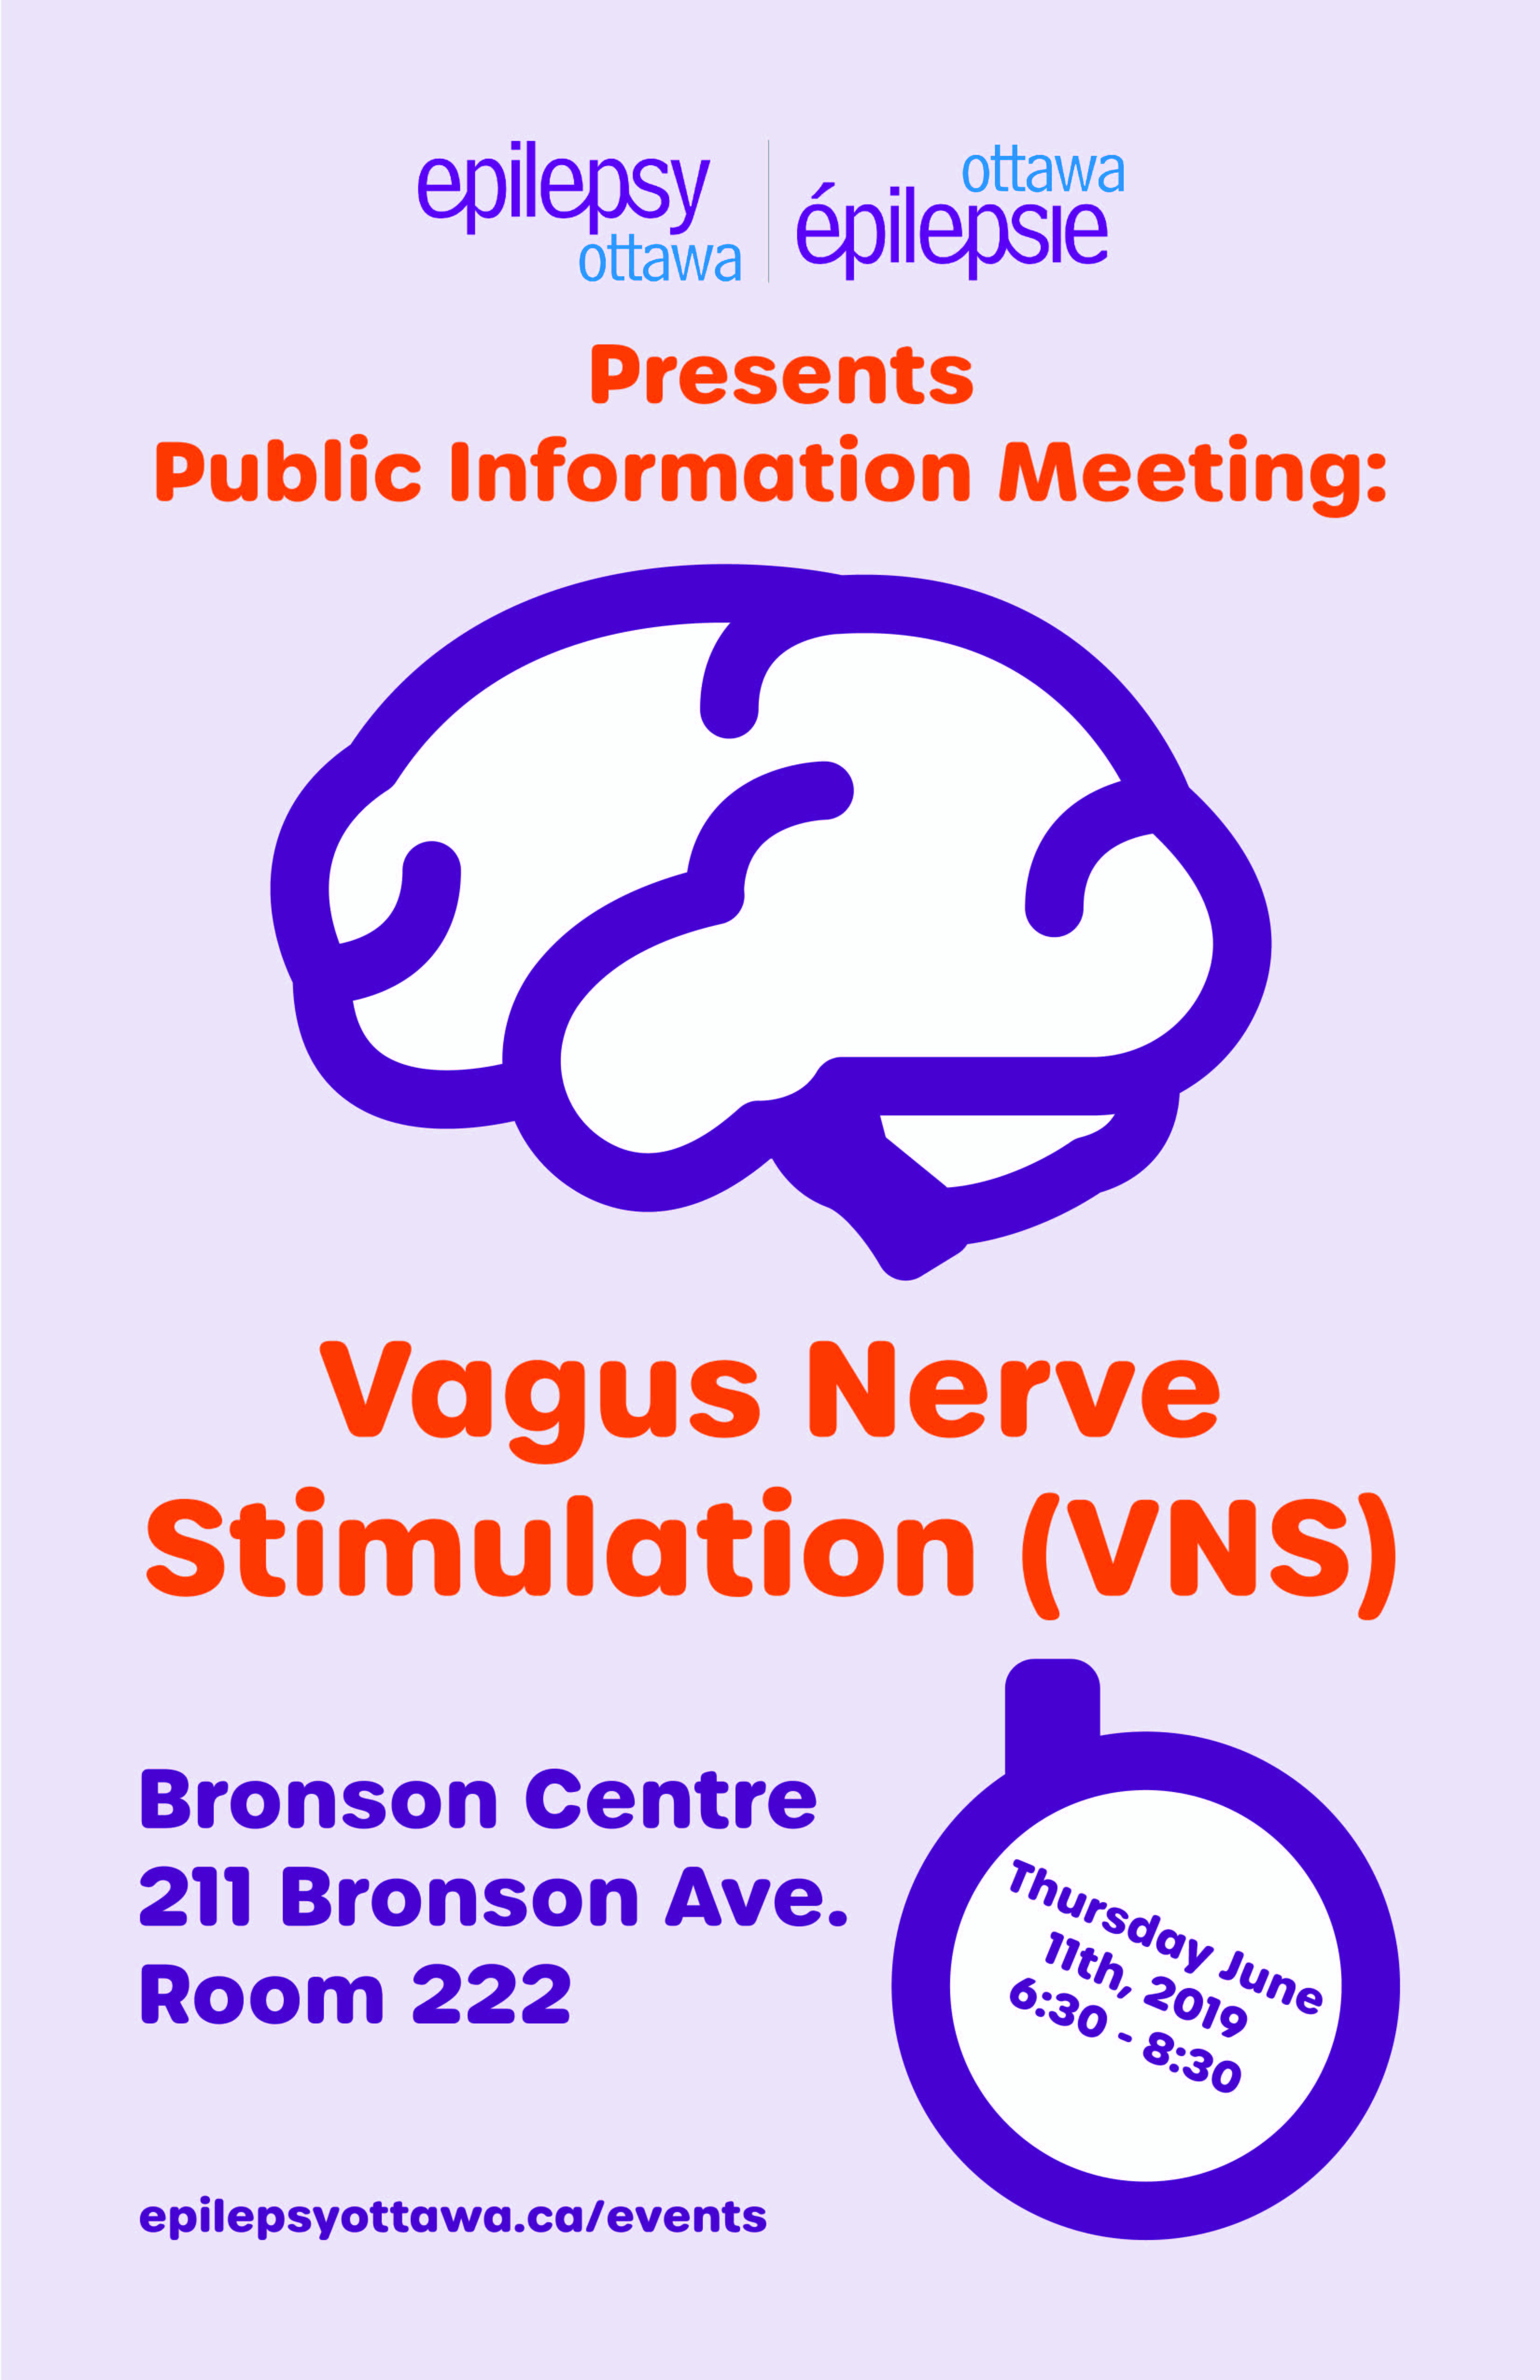 epilepsy
ottawa
ottawa
épilepsie
Presents
Public Information Meeting:
Vagus Nerve
Stimulation (VNS)
Bronson Centre
211 Bronson Ave.
Room 222
Thursday June
11th, 2019
6:30 - 8:30
epilepsyottawa.ca/events